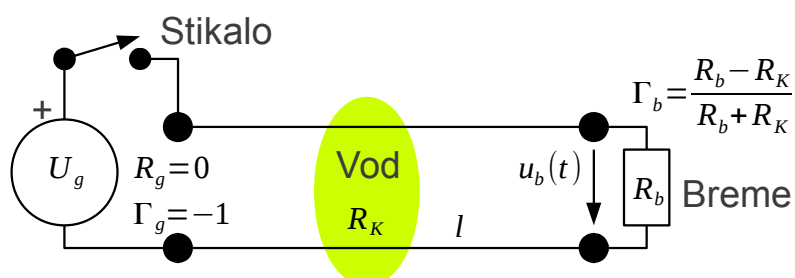 Stikalo
+
U_g
R_g=0
Γ_g=−1
Vod
R_K
l
u_b(t)
R_b
Breme
Γ_b=(R_b−R_K)/(R_b+R_K)